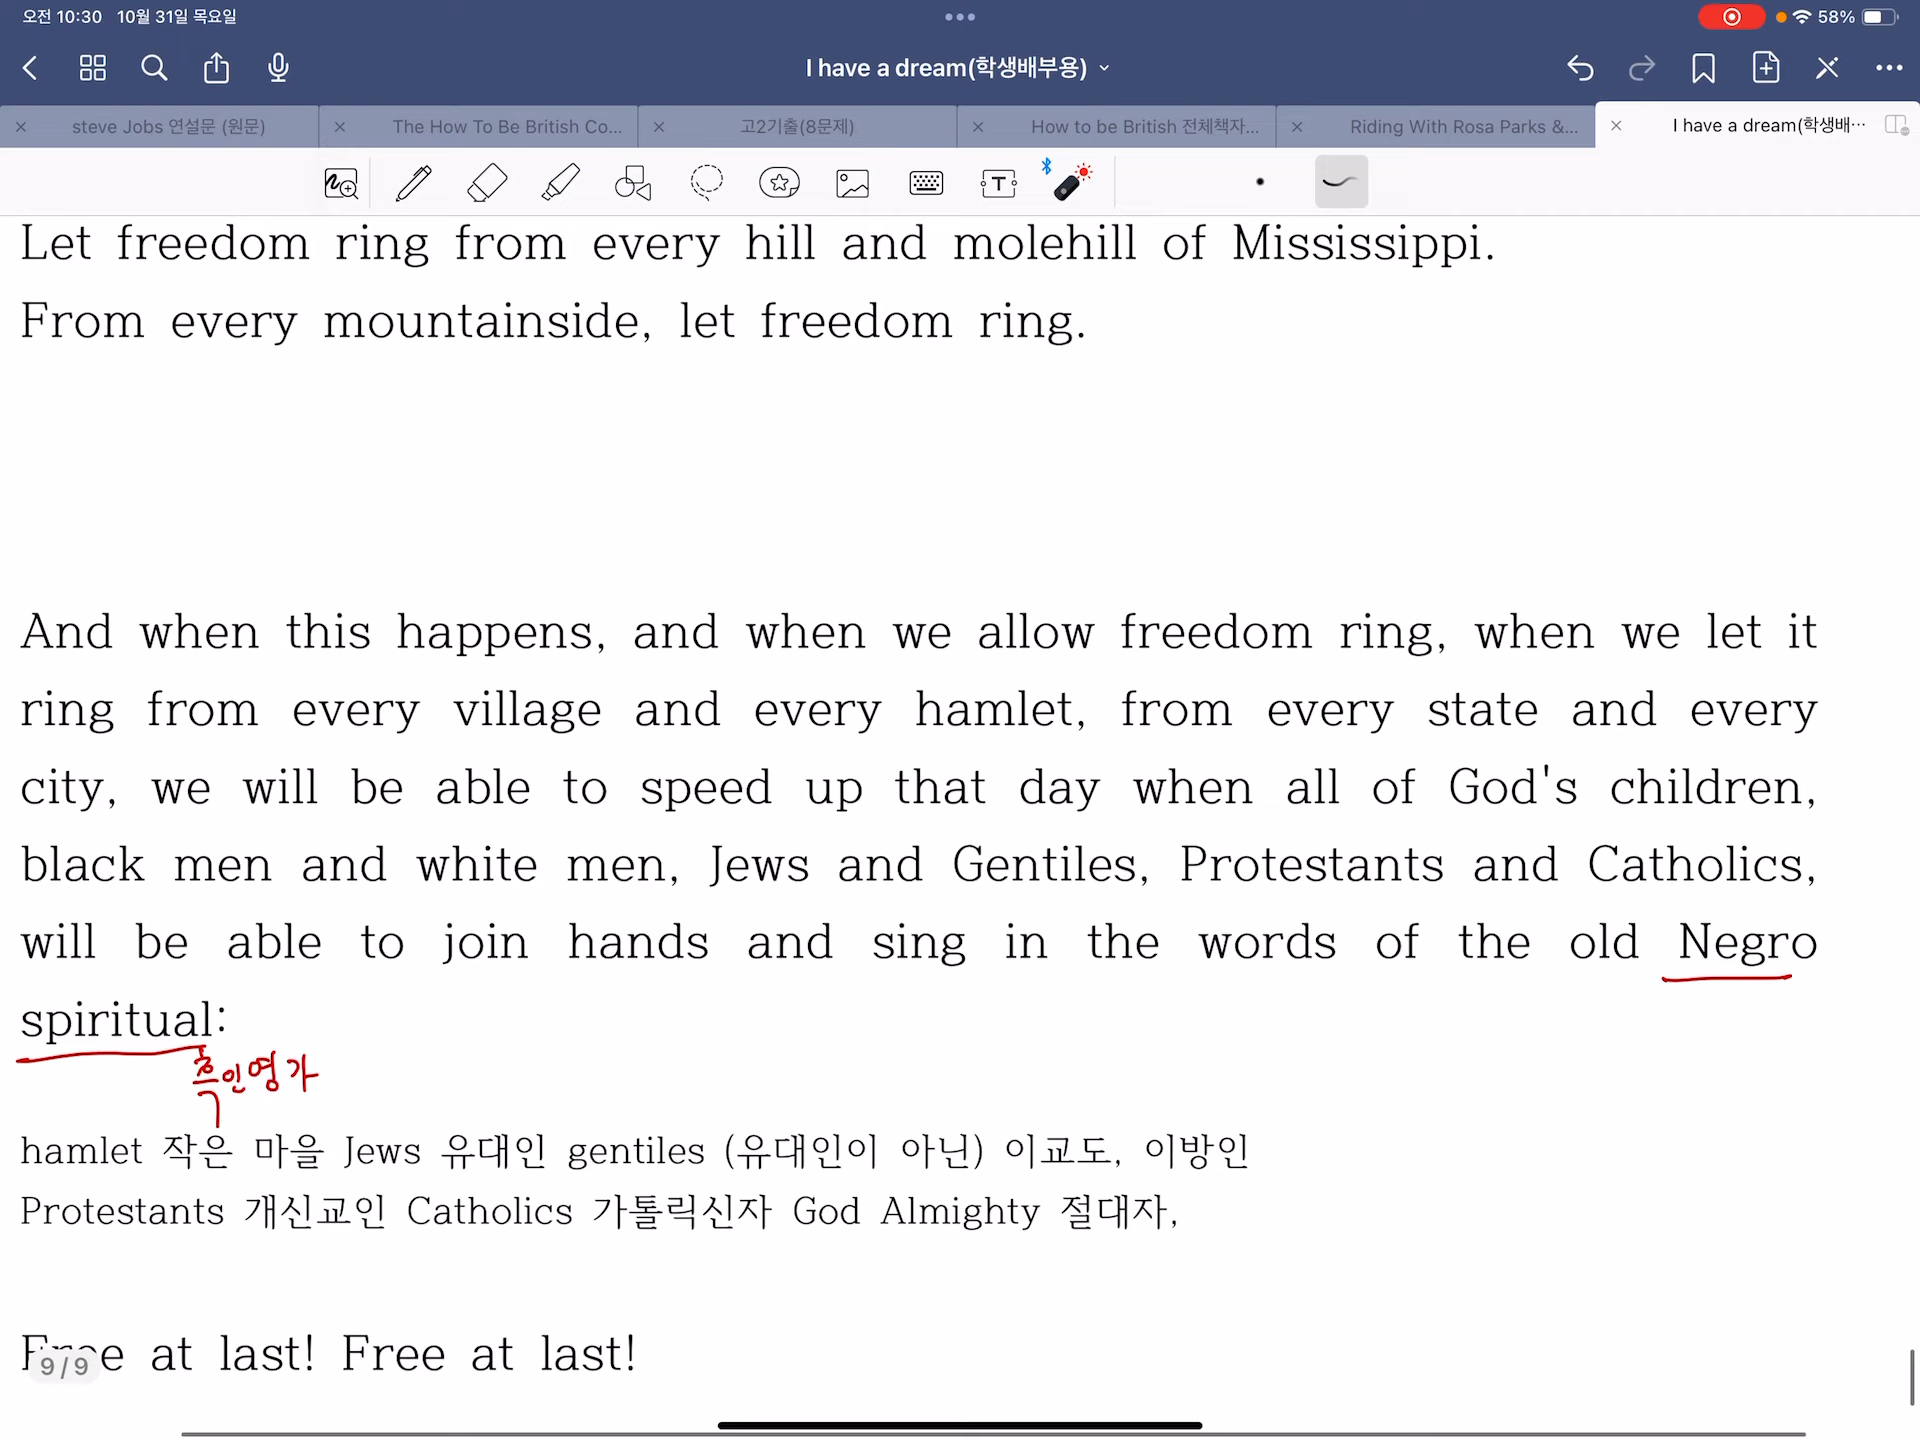 오전 10:30 10월 31일 목요일
58%
I have a dream(학생배부용)
steve Jobs 연설문 (원문)
The How To Be British Co...
고2기출(8문제)
How to be British 전체책자...
Riding With Rosa Parks &...
I have a dream(학생배...
Let freedom ring from every hill and molehill of Mississippi.
From every mountainside, let freedom ring.
And when this happens, and when we allow freedom ring, when we let it
ring from every village and every hamlet, from every state and every
city, we will be able to speed up that day when all of God's children,
black men and white men, Jews and Gentiles, Protestants and Catholics,
will be able to join hands and sing in the words of the old Negro
spiritual:
흑인영가
hamlet 작은 마을 Jews 유대인 gentiles (유대인이 아닌) 이교도, 이방인
Protestants 개신교인 Catholics 가톨릭신자 God Almighty 절대자,
Free at last! Free at last!
9/9